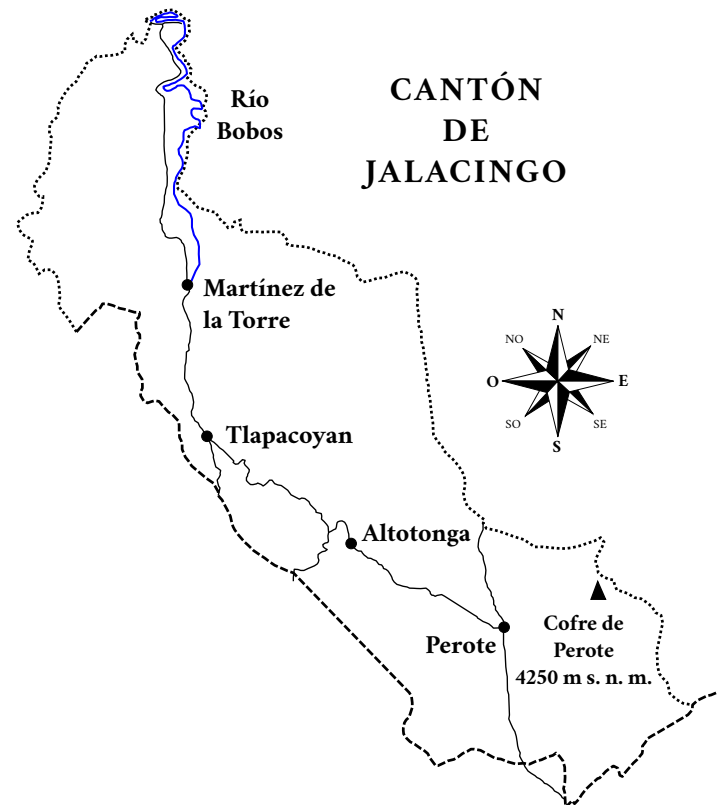 CANTÓN
DE
JALACINGO
Río
Bobos
Martínez de
la Torre
N
NO
NE
O
E
SO
SE
S
Tlapacoyan
Altotonga
Perote
Cofre de
Perote
4250 m s. n. m.